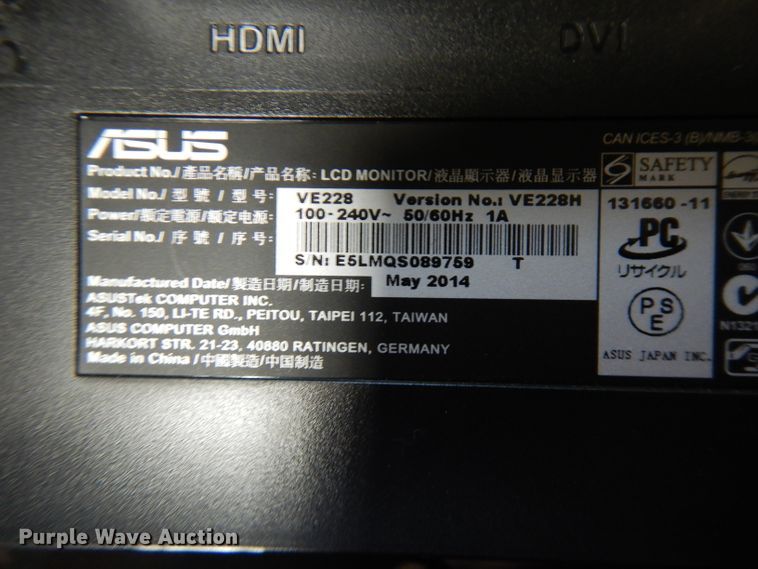 HDMI
DVI
ASUS
Product No./產品名稱/产品名称: LCD MONITOR/液晶顯示器/液晶显示器
Model No./ 型 號 / 型 号:
VE228 Version No.: VE228H
Power/額定電源/额定电源:
100-240V~ 50/60Hz 1A
Serial No./ 序 號 / 序 号:
S/N: E5LMQS089759 T
Manufactured Date/製造日期/制造日期:
May 2014
ASUSTek COMPUTER INC.
4F, No. 150, LI-TE RD., PEITOU, TAIPEI 112, TAIWAN
ASUS COMPUTER GmbH
HARKORT STR. 21-23, 40880 RATINGEN, GERMANY
Made in China /中國製造/中国制造
CAN ICES-3 (B)/NMB-3(
S SAFETY
MARK
131660 -11
PC
リサイクル
PS
E
ASUS JAPAN INC.
N1321
Purple Wave Auction